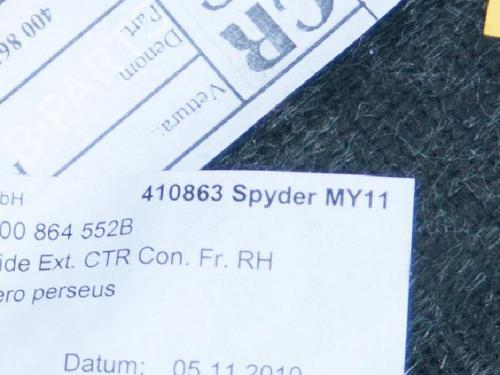 400 86
Part.
Denom
Vettura:
CR
B-PARTS
bH 410863 Spyder MY11
00 864 552B
ide Ext. CTR Con. Fr. RH
ero perseus
Datum: 05.11.2010